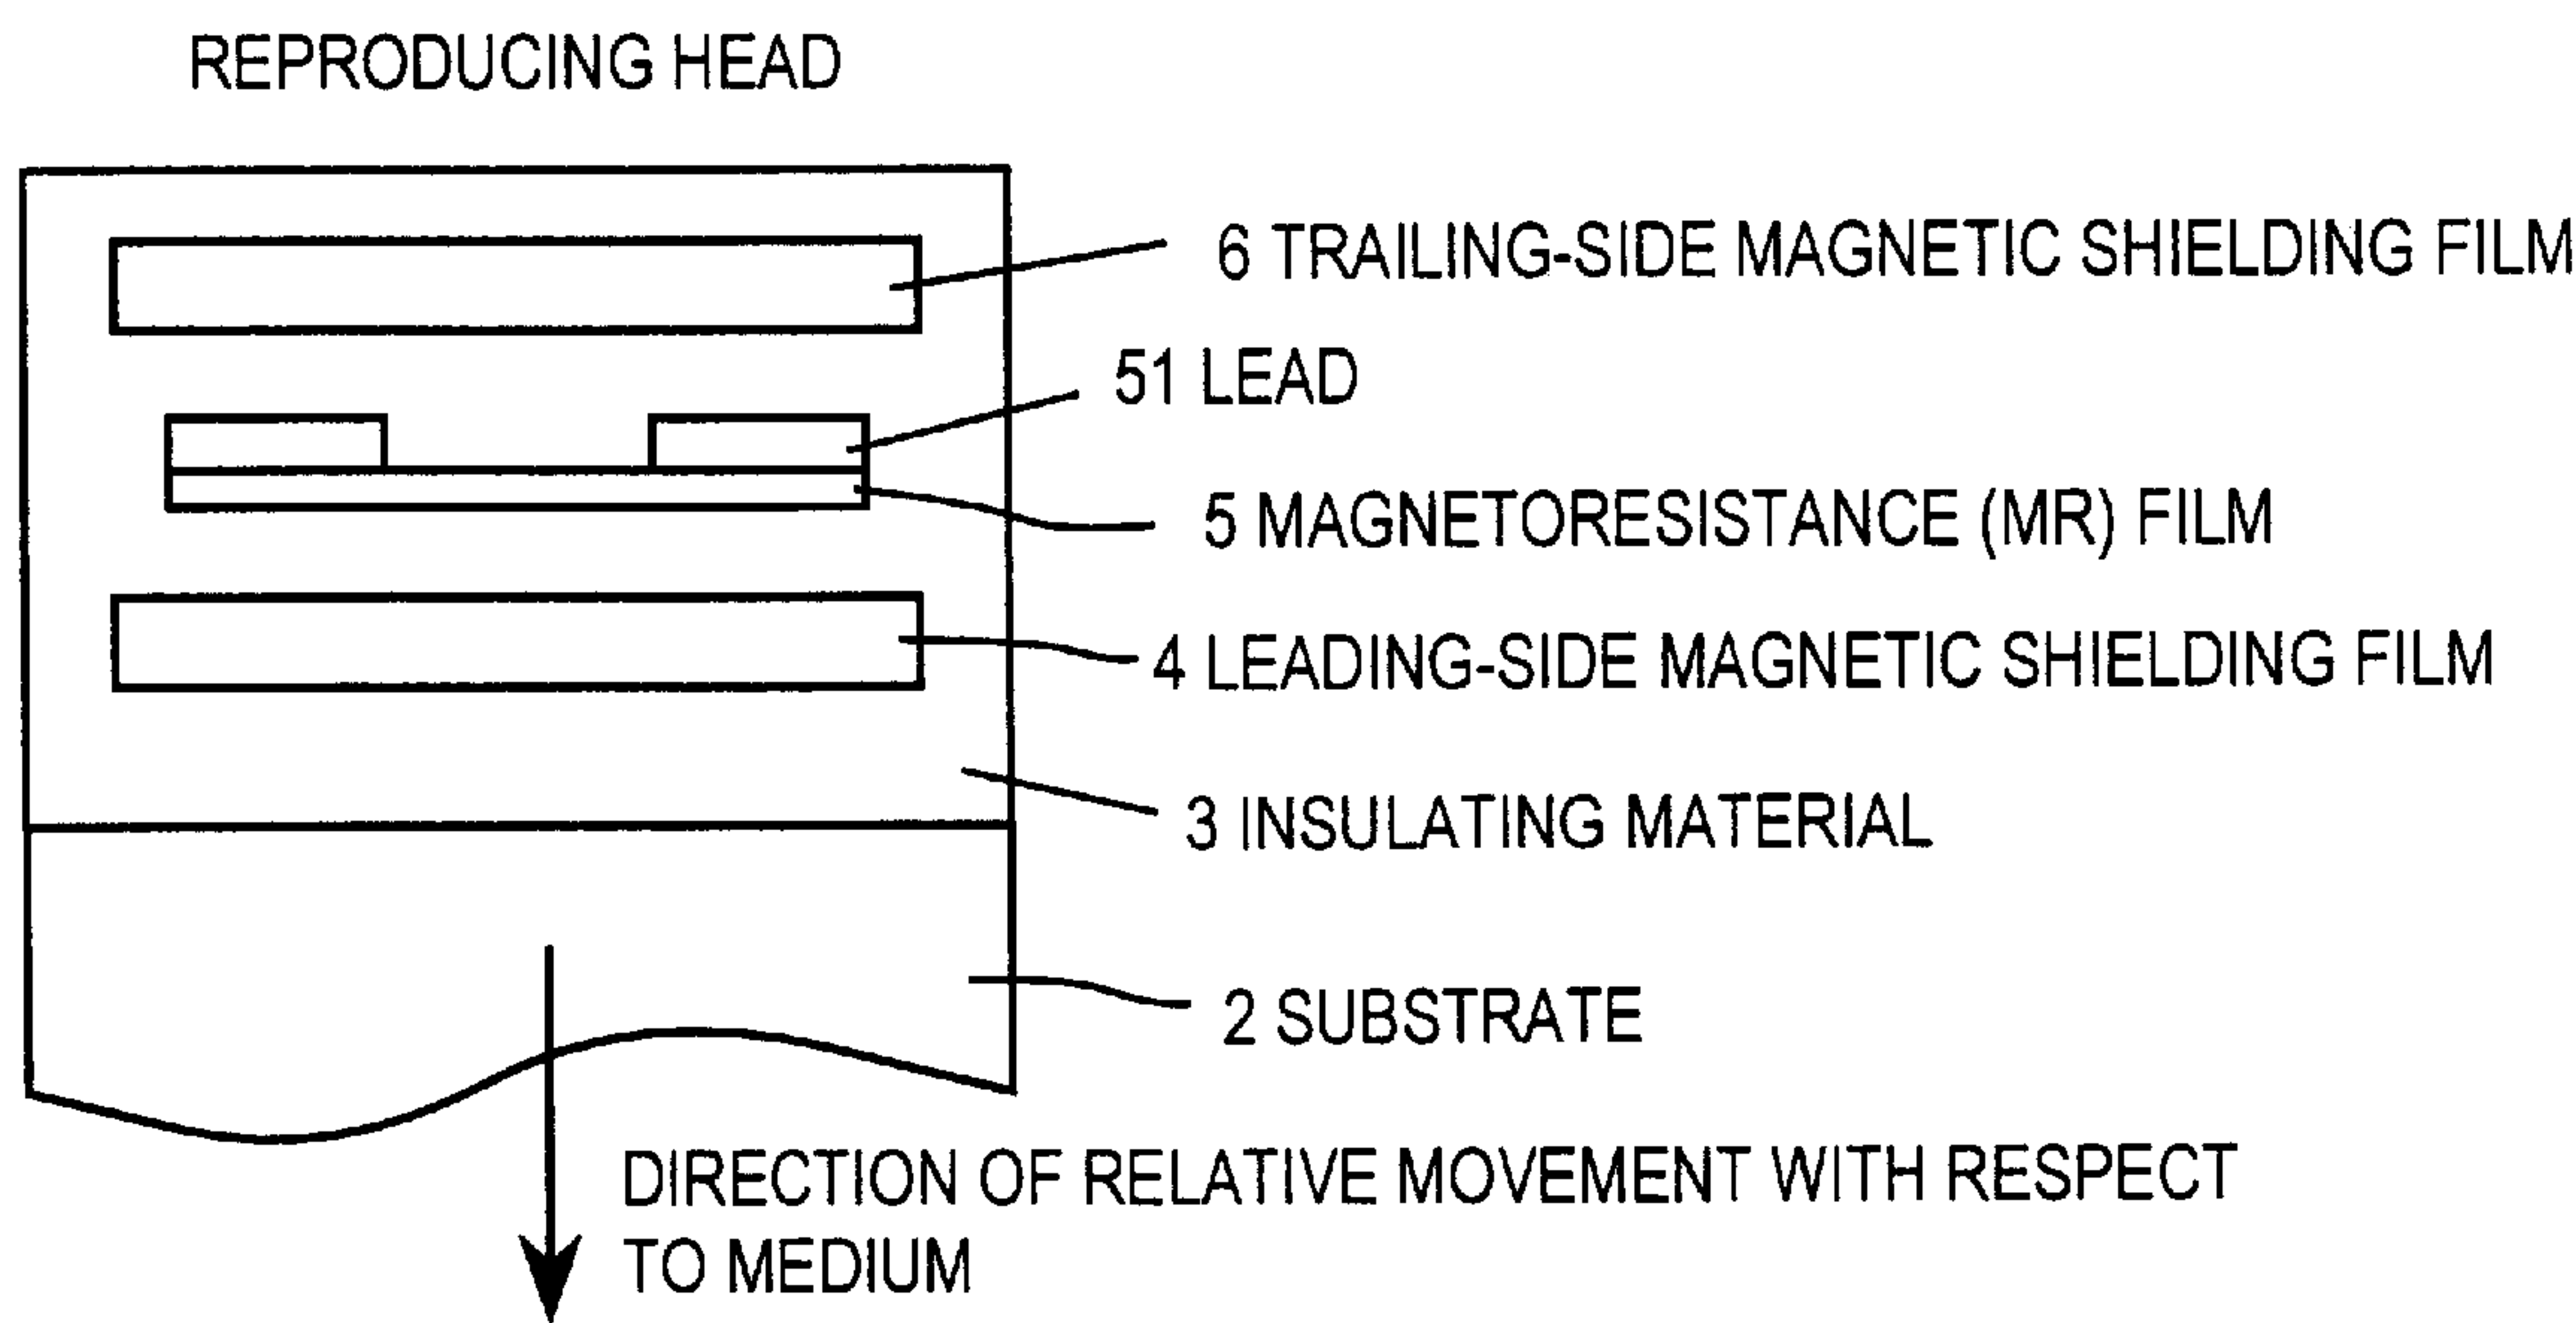 REPRODUCING HEAD
6 TRAILING-SIDE MAGNETIC SHIELDING FILM
51 LEAD
5 MAGNETORESISTANCE (MR) FILM
4 LEADING-SIDE MAGNETIC SHIELDING FILM
3 INSULATING MATERIAL
2 SUBSTRATE
DIRECTION OF RELATIVE MOVEMENT WITH RESPECT
TO MEDIUM